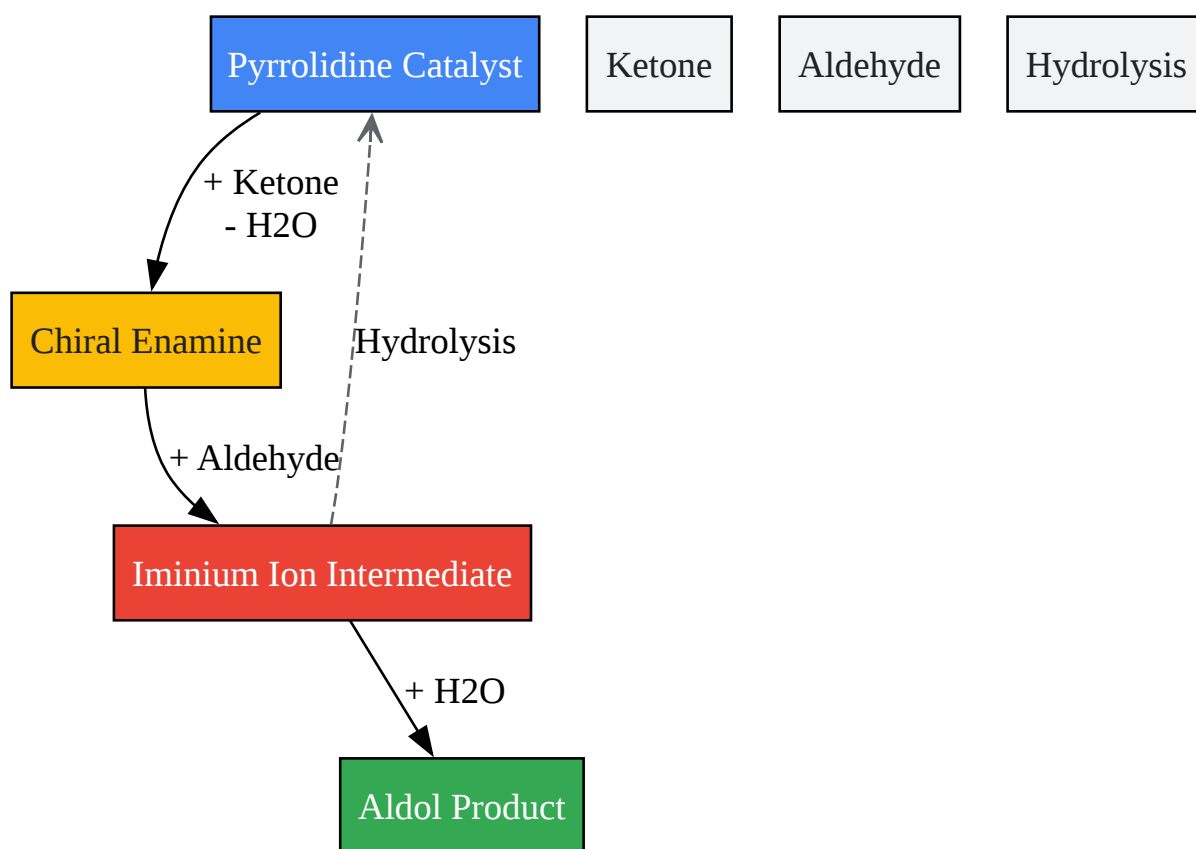 Pyrrolidine Catalyst
Ketone
Aldehyde
Hydrolysis
+ Ketone
- H2O
Chiral Enamine
Hydrolysis
+ Aldehyde
Iminium Ion Intermediate
+ H2O
Aldol Product